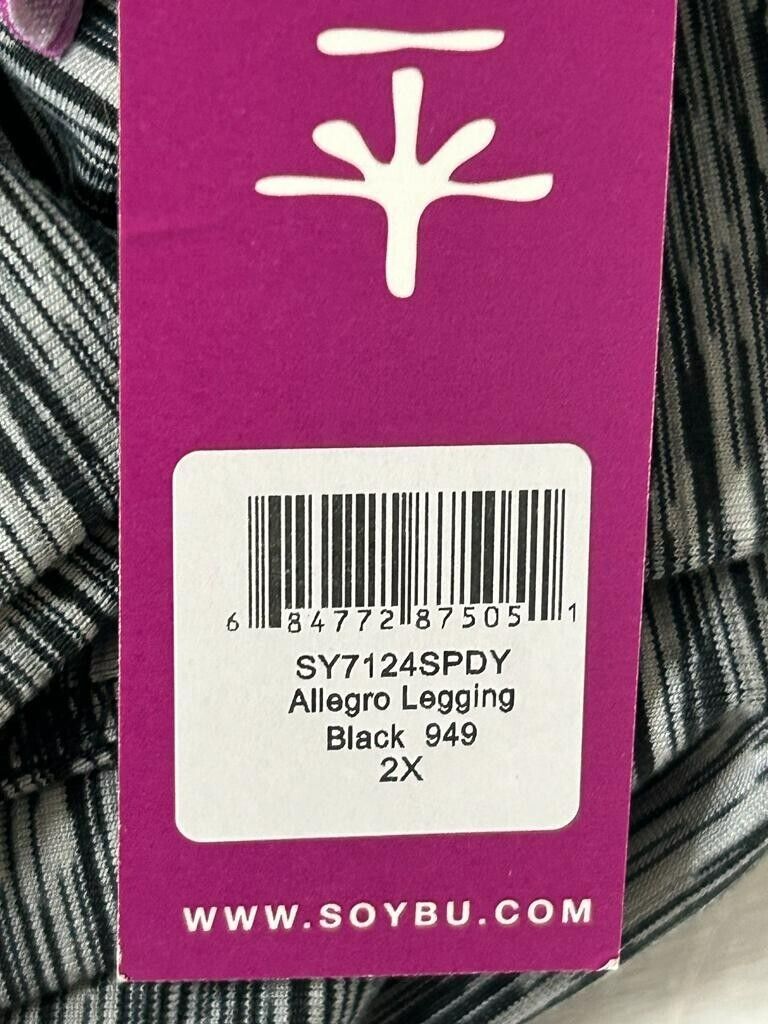 6 84772 87505 1
SY7124SPDY
Allegro Legging
Black 949
2X
WWW.SOYBU.COM